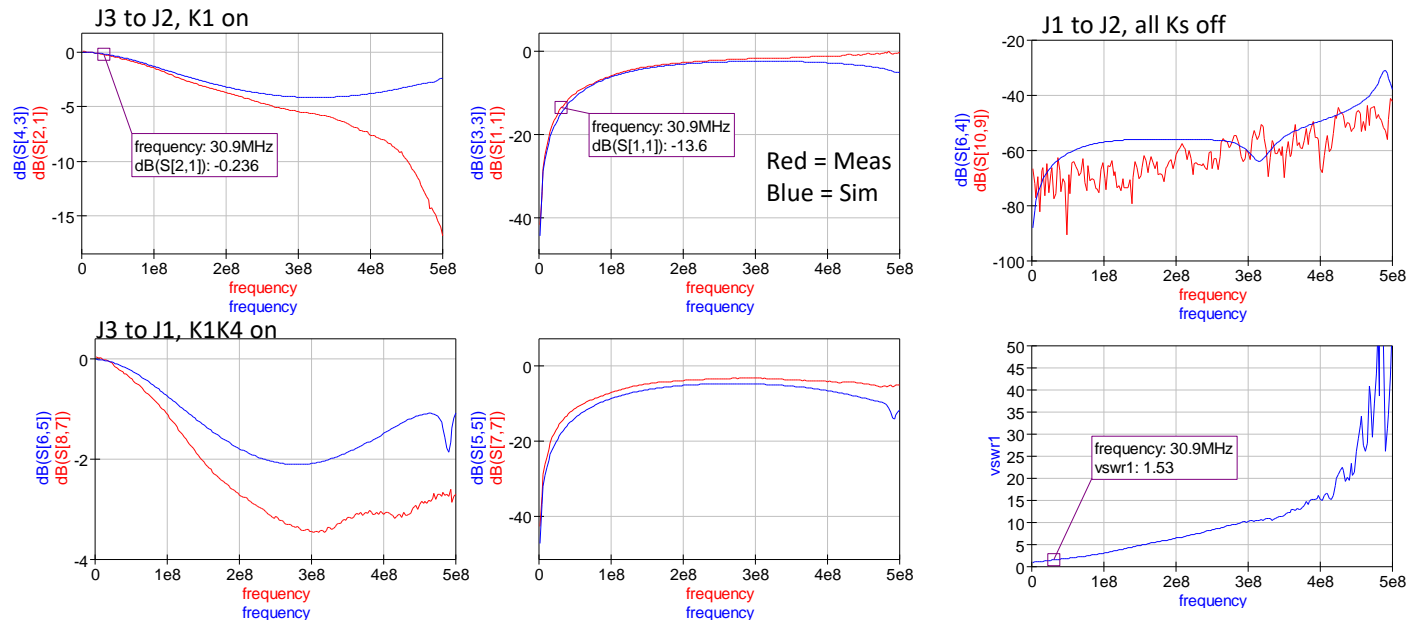 J3 to J2, K1 on
0
-5
-10
-15
dB(S[4,3])
dB(S[2,1])
frequency: 30.9MHz
dB(S[2,1]): -0.236
0
1e8
2e8
3e8
4e8
5e8
frequency
frequency
0
-20
-40
dB(S[3,3])
dB(S[1,1])
frequency: 30.9MHz
dB(S[1,1]): -13.6
Red = Meas
Blue = Sim
0
1e8
2e8
3e8
4e8
5e8
frequency
frequency
J1 to J2, all Ks off
-20
-40
-60
-80
-100
dB(S[6,4])
dB(S[10,9])
0
1e8
2e8
3e8
4e8
5e8
frequency
frequency
J3 to J1, K1K4 on
0
-2
-4
dB(S[6,5])
dB(S[8,7])
0
1e8
2e8
3e8
4e8
5e8
frequency
frequency
0
-20
-40
dB(S[5,5])
dB(S[7,7])
0
1e8
2e8
3e8
4e8
5e8
frequency
frequency
50
45
40
35
30
25
20
15
10
5
0
vswr1
frequency: 30.9MHz
vswr1: 1.53
0
1e8
2e8
3e8
4e8
5e8
frequency